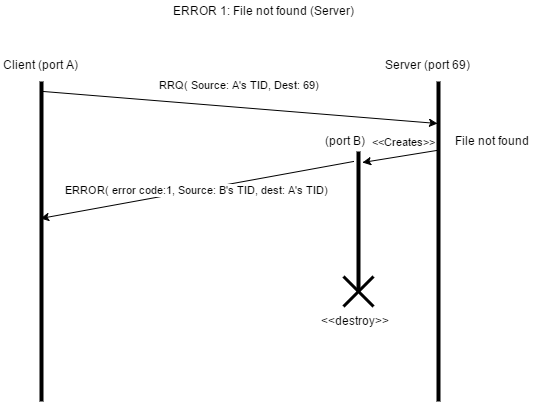 ERROR 1: File not found (Server)
Client (port A)
Server (port 69)
RRQ( Source: A's TID, Dest: 69)
(port B)
<<Creates>>
File not found
ERROR( error code:1, Source: B's TID, dest: A's TID)
<<destroy>>